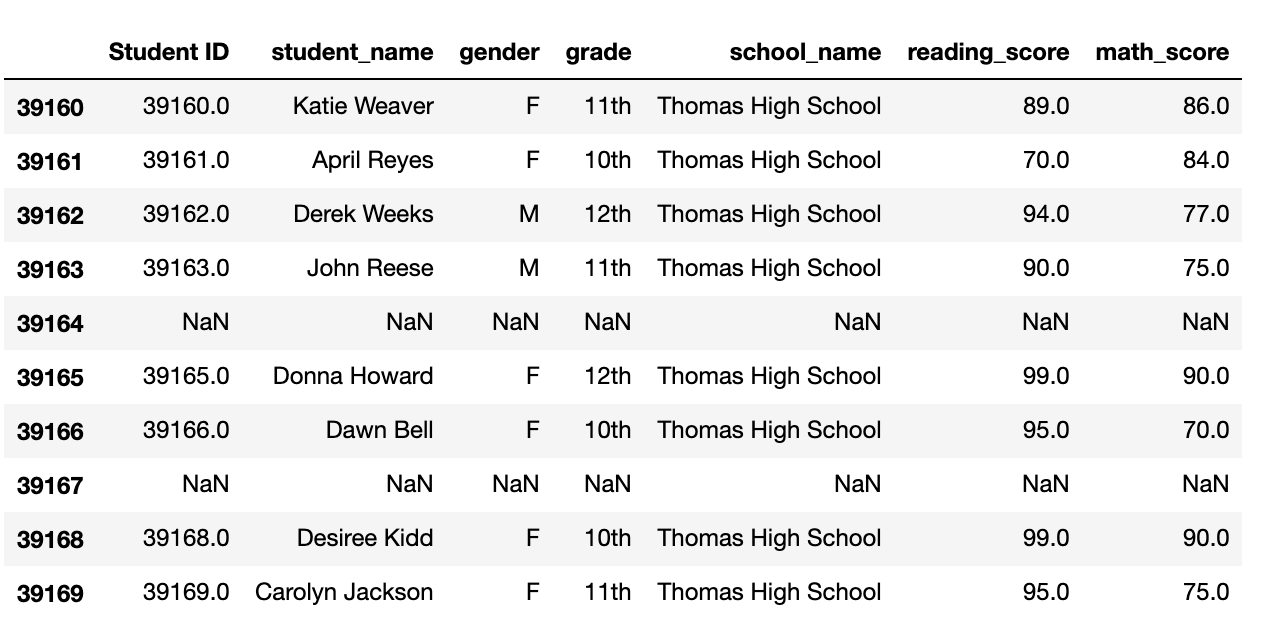 Student ID student_name gender grade school_name reading_score math_score
39160 39160.0 Katie Weaver F 11th Thomas High School 89.0 86.0
39161 39161.0 April Reyes F 10th Thomas High School 70.0 84.0
39162 39162.0 Derek Weeks M 12th Thomas High School 94.0 77.0
39163 39163.0 John Reese M 11th Thomas High School 90.0 75.0
39164 NaN NaN NaN NaN NaN NaN NaN
39165 39165.0 Donna Howard F 12th Thomas High School 99.0 90.0
39166 39166.0 Dawn Bell F 10th Thomas High School 95.0 70.0
39167 NaN NaN NaN NaN NaN NaN NaN
39168 39168.0 Desiree Kidd F 10th Thomas High School 99.0 90.0
39169 39169.0 Carolyn Jackson F 11th Thomas High School 95.0 75.0